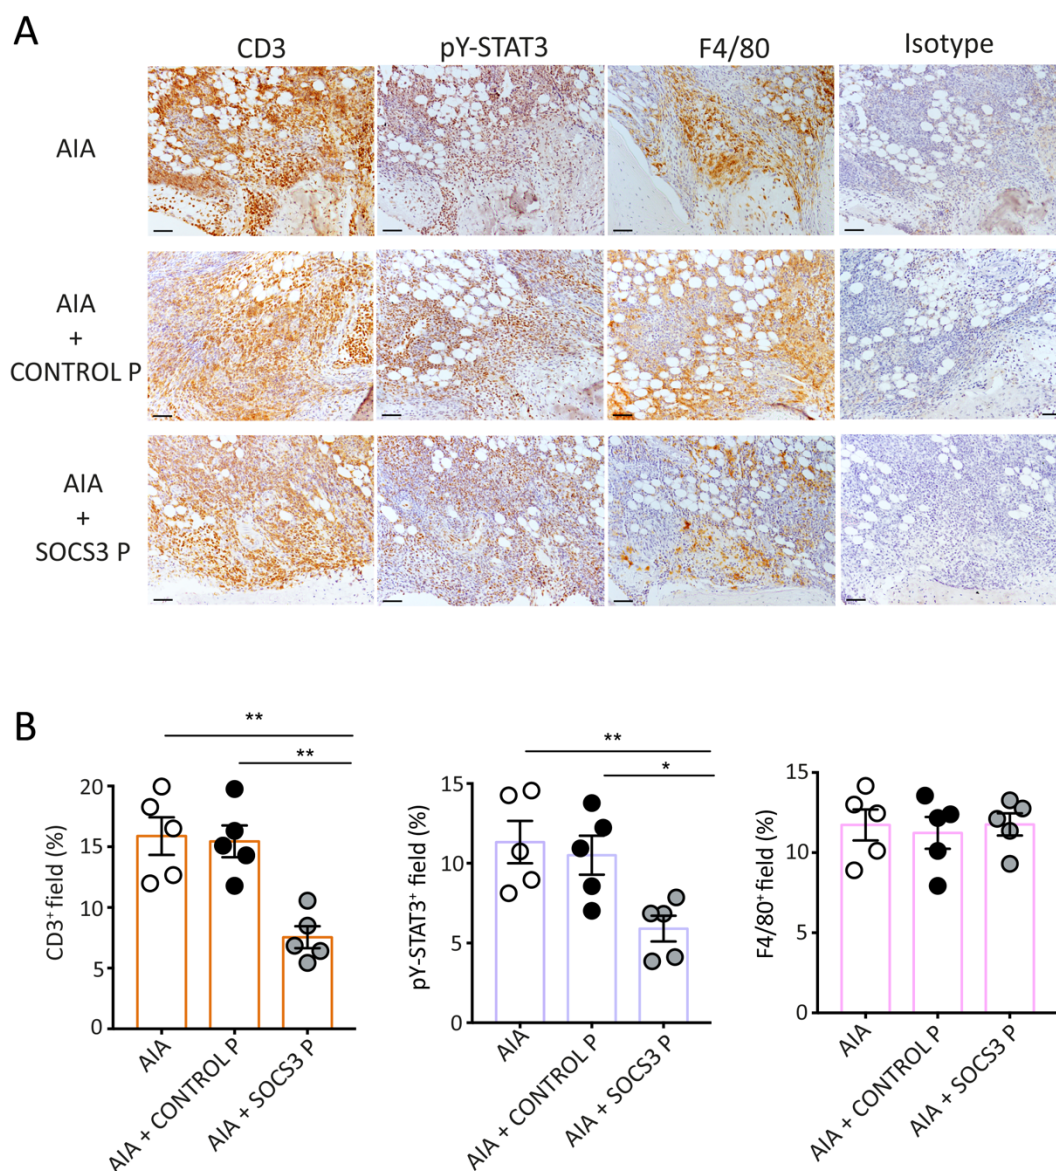 A
CD3 pY-STAT3 F4/80 Isotype
AIA
AIA
+
CONTROL P
AIA
+
SOCS3 P
B
**
**
CD3⁺ field (%)
20
15
10
5
0
AIA
AIA + CONTROL P
AIA + SOCS3 P
**
*
pY-STAT3⁺ field (%)
15
10
5
0
AIA
AIA + CONTROL P
AIA + SOCS3 P
F4/80⁺ field (%)
15
10
5
0
AIA
AIA + CONTROL P
AIA + SOCS3 P